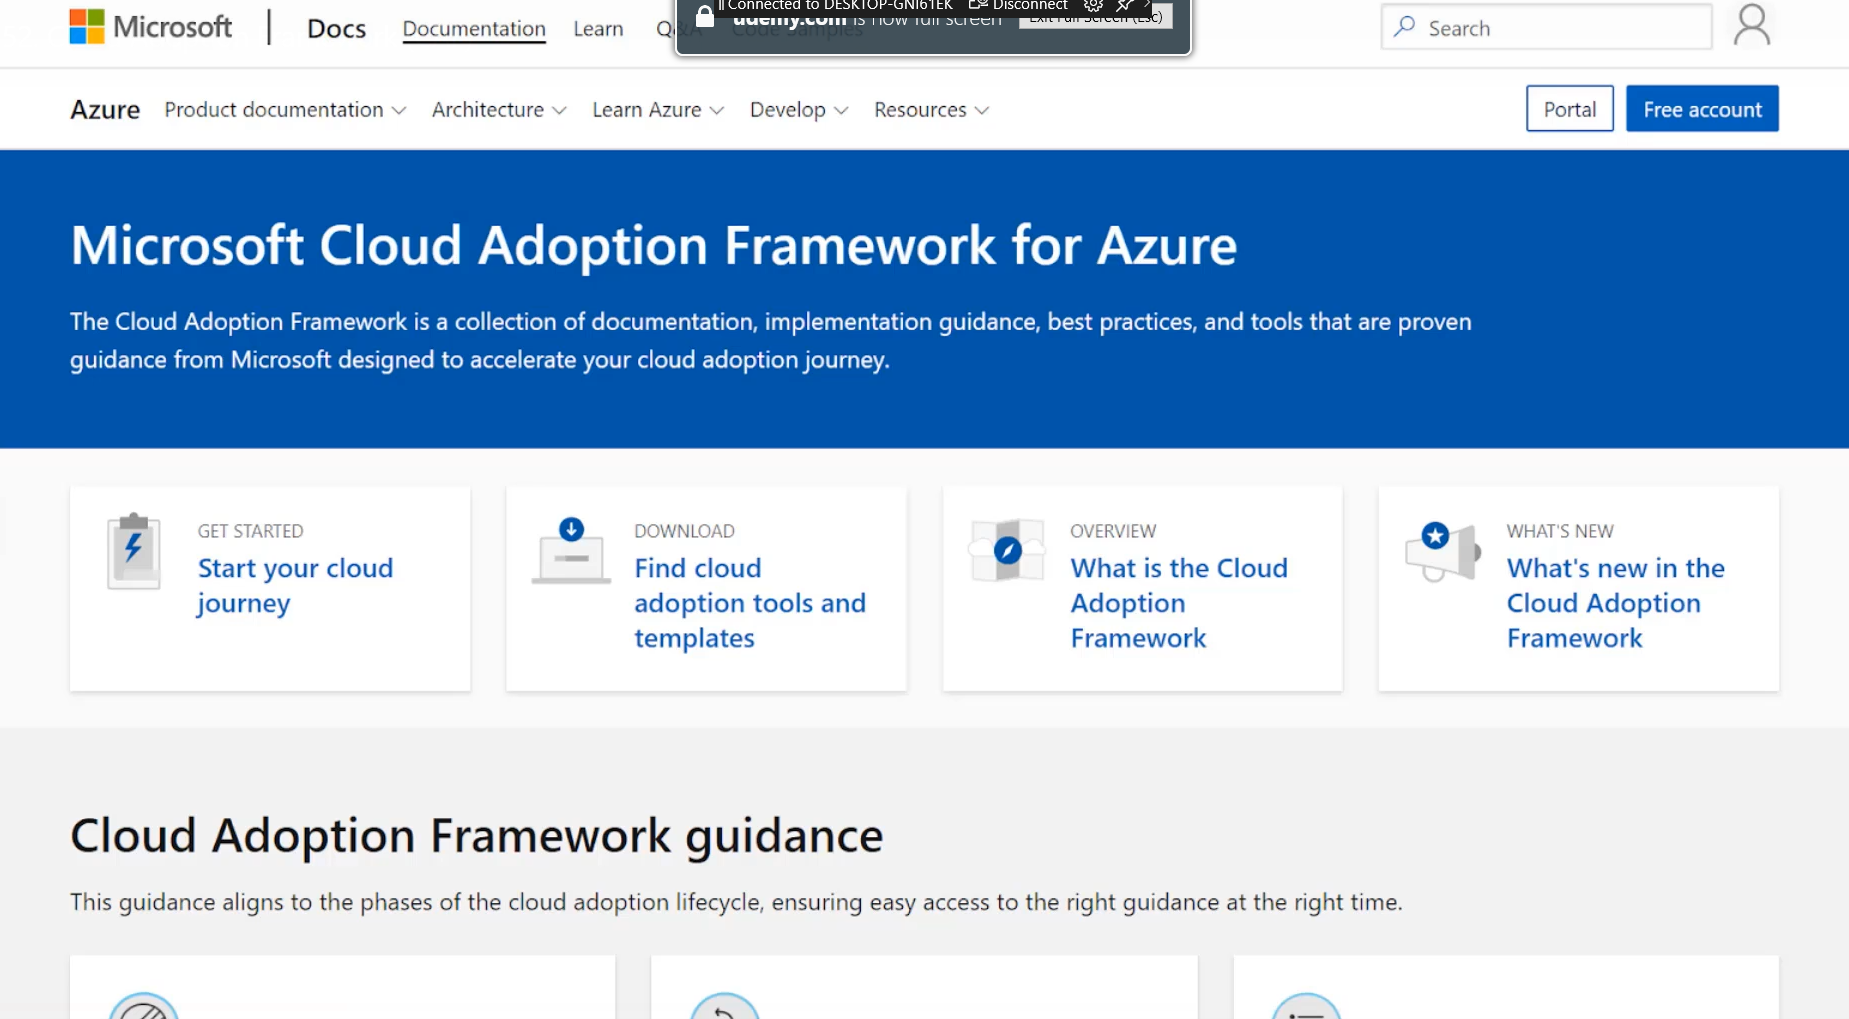 Connected to DESKTOP-GNI61EK Disconnect
udemy.com is now full screen Exit Full Screen (Esc)
Microsoft Docs Documentation Learn Q&A Code Samples Search
Azure Product documentation Architecture Learn Azure Develop Resources Portal Free account
Microsoft Cloud Adoption Framework for Azure
The Cloud Adoption Framework is a collection of documentation, implementation guidance, best practices, and tools that are proven
guidance from Microsoft designed to accelerate your cloud adoption journey.
GET STARTED
Start your cloud
journey
DOWNLOAD
Find cloud
adoption tools and
templates
OVERVIEW
What is the Cloud
Adoption
Framework
WHAT'S NEW
What's new in the
Cloud Adoption
Framework
Cloud Adoption Framework guidance
This guidance aligns to the phases of the cloud adoption lifecycle, ensuring easy access to the right guidance at the right time.